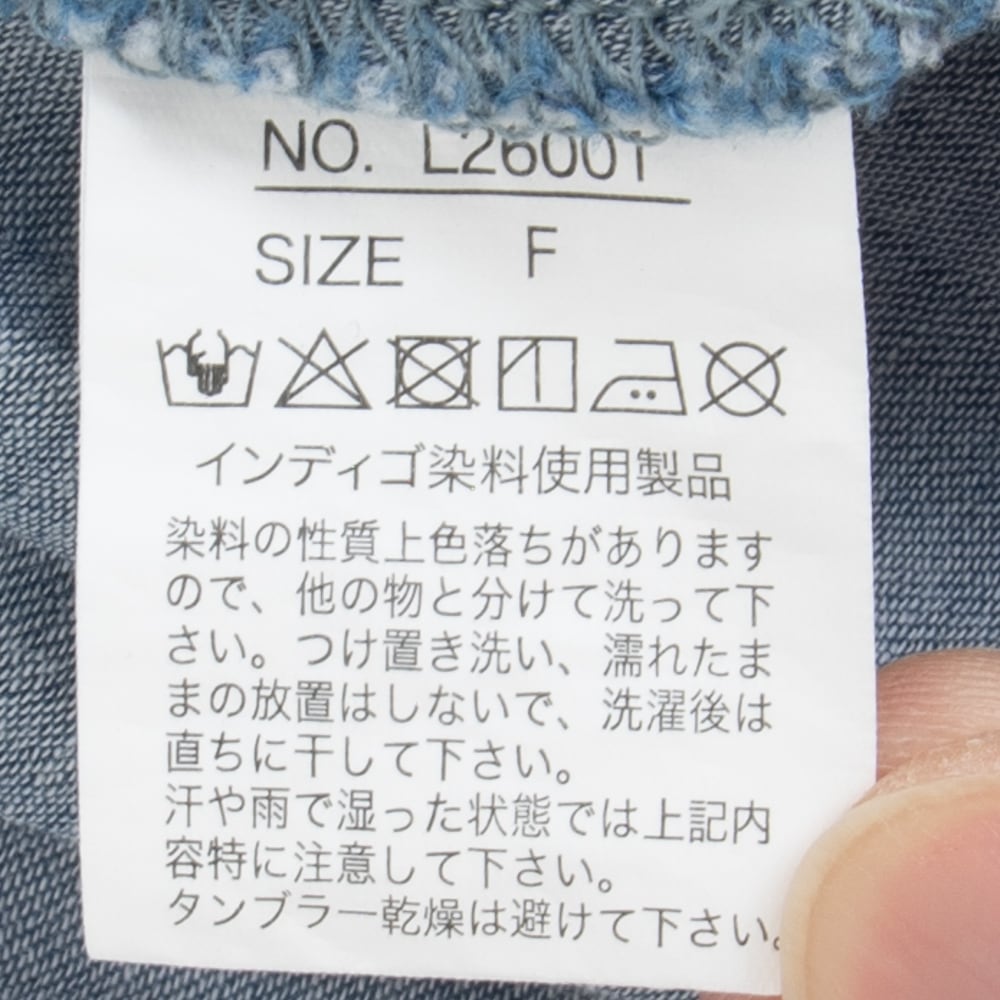 NO. L26001
SIZE F
インディゴ染料使用製品
染料の性質上色落ちがあります
ので、他の物と分けて洗って下
さい。つけ置き洗い、濡れたま
まの放置はしないで、洗濯後は
直ちに干して下さい。
汗や雨で湿った状態では上記内
容特に注意して下さい。
タンブラー乾燥は避けて下さい。